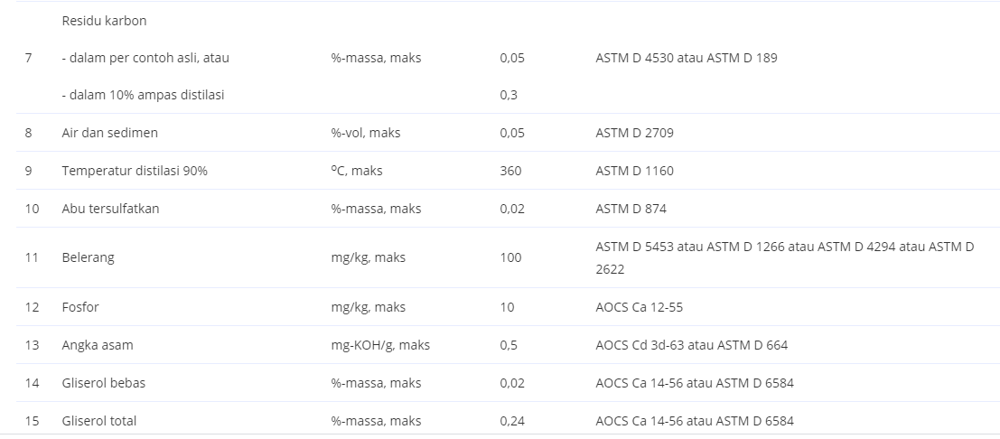 Residu karbon
7 - dalam per contoh asli, atau %-massa, maks 0,05 ASTM D 4530 atau ASTM D 189
- dalam 10% ampas distilasi 0,3
8 Air dan sedimen %-vol, maks 0,05 ASTM D 2709
9 Temperatur distilasi 90% ⁰C, maks 360 ASTM D 1160
10 Abu tersulfatkan %-massa, maks 0,02 ASTM D 874
11 Belerang mg/kg, maks 100 ASTM D 5453 atau ASTM D 1266 atau ASTM D 4294 atau ASTM D
2622
12 Fosfor mg/kg, maks 10 AOCS Ca 12-55
13 Angka asam mg-KOH/g, maks 0,5 AOCS Cd 3d-63 atau ASTM D 664
14 Gliserol bebas %-massa, maks 0,02 AOCS Ca 14-56 atau ASTM D 6584
15 Gliserol total %-massa, maks 0,24 AOCS Ca 14-56 atau ASTM D 6584